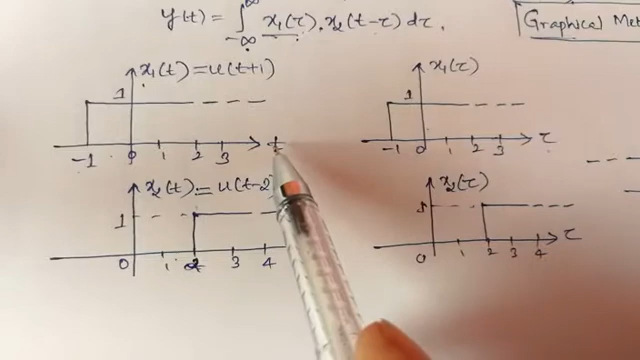 y(t) = ∫_{-∞}^{∞} x₁(τ).x₂(t-τ)dτ.
Graphical
x₁(t)=u(t+1)
1
-1 0 1 2 3 t
x₁(τ)
1
-1 0 1 2 3 τ
x₂(t)=u(t-2
1
0 1 2 3 4
x₂(τ)
1
0 1 2 3 4 τ